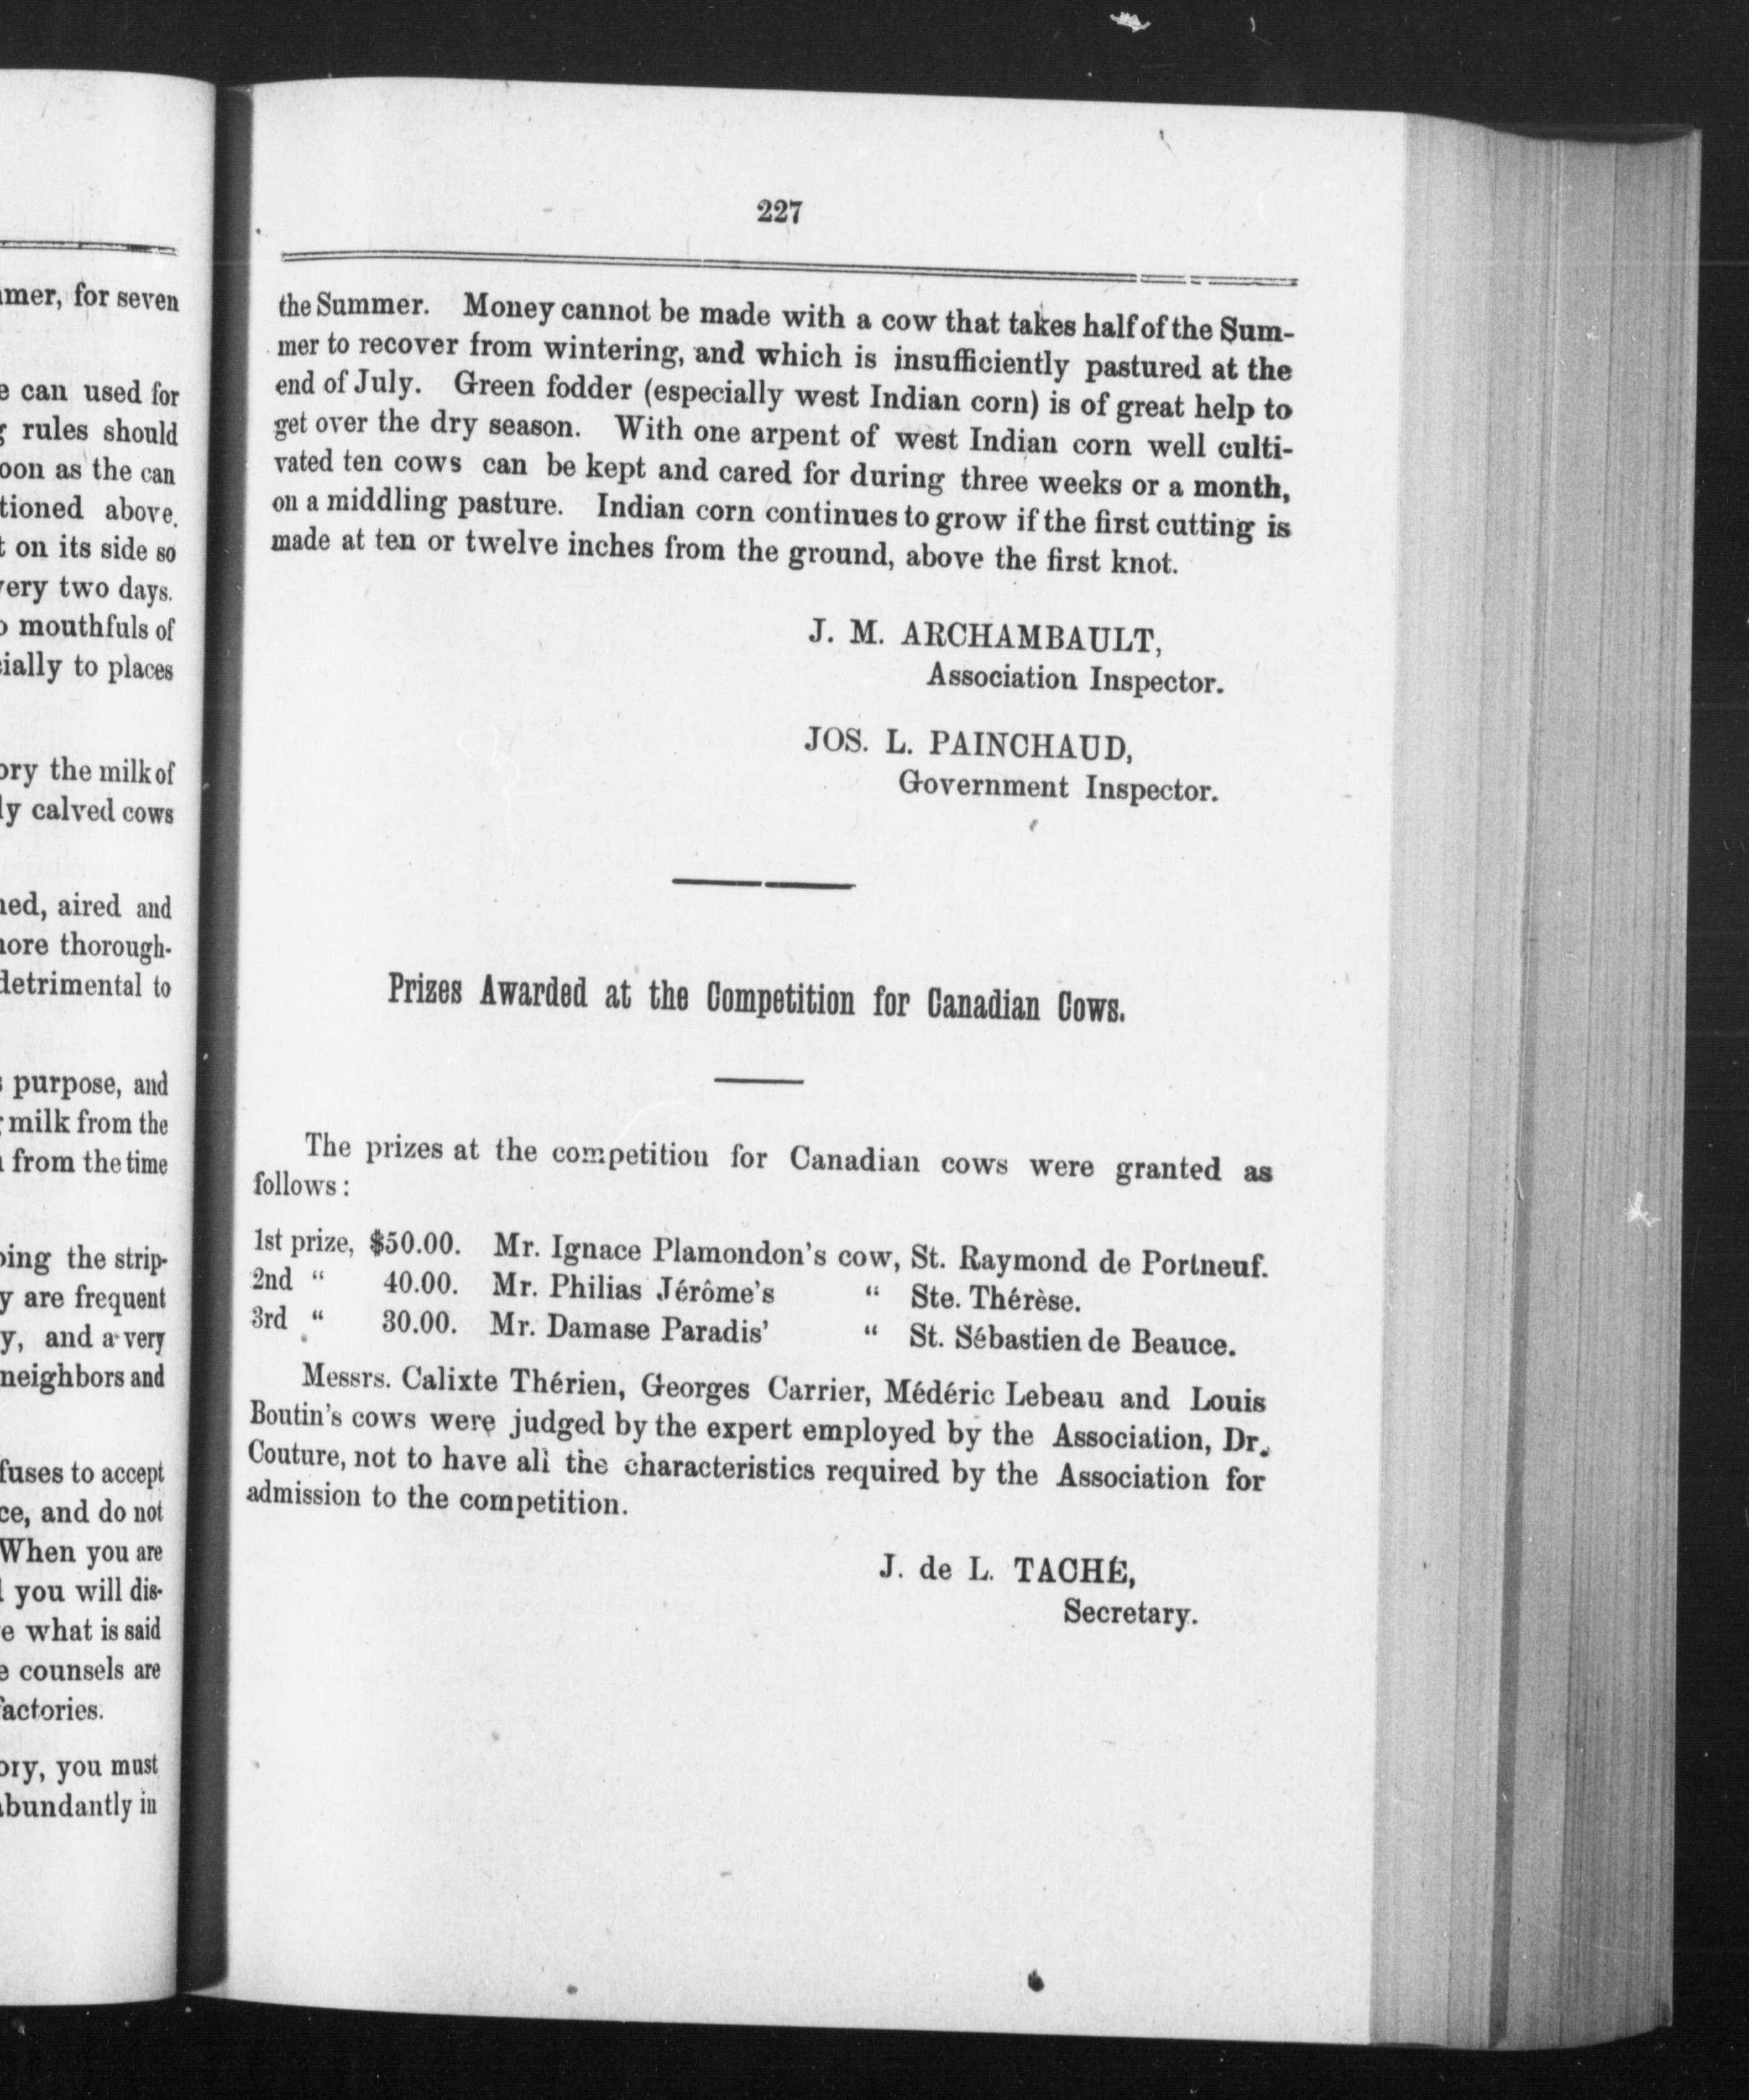 mer, for seven
can used for
rules should
oon as the can
tioned above.
on its side so
very two days.
mouthfuls of
cially to places
ory the milk of
ly calved cows
ned, aired and
more thorough-
detrimental to
purpose, and
milk from the
from the time
ping the strip-
y are frequent
y, and a very
neighbors and
fuses to accept
ce, and do not
When you are
you will dis-
e what is said
counsels are
factories.
ory, you must
abundantly in
227
the Summer. Money cannot be made with a cow that takes half of the Sum-
mer to recover from wintering, and which is insufficiently pastured at the
end of July. Green fodder (especially west Indian corn) is of great help to
get over the dry season. With one arpent of west Indian corn well culti-
vated ten cows can be kept and cared for during three weeks or a month,
on a middling pasture. Indian corn continues to grow if the first cutting is
made at ten or twelve inches from the ground, above the first knot.
J. M. ARCHAMBAULT,
Association Inspector.
JOS. L. PAINCHAUD,
Government Inspector.
Prizes Awarded at the Competition for Canadian Cows.
The prizes at the competition for Canadian cows were granted as
follows:
1st prize, $50.00. Mr. Ignace Plamondon's cow, St. Raymond de Portneuf.
2nd " 40.00. Mr. Philias Jérôme's " Ste. Thérèse.
3rd " 30.00. Mr. Damase Paradis' " St. Sébastien de Beauce.
Messrs. Calixte Thérien, Georges Carrier, Médéric Lebeau and Louis
Boutin's cows were judged by the expert employed by the Association, Dr.
Couture, not to have all the characteristics required by the Association for
admission to the competition.
J. de L. TACHÉ,
Secretary.